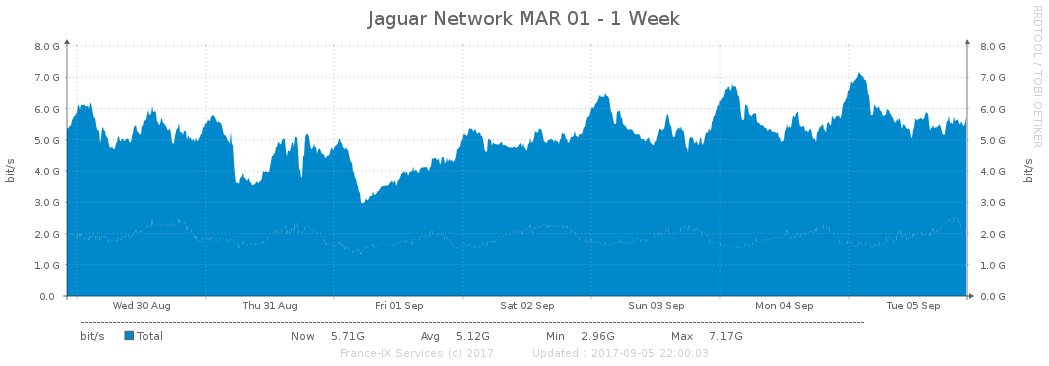 Jaguar Network MAR 01 - 1 Week
RRDTOOL / TOBI OETIKER
8.0 G 8.0 G
7.0 G 7.0 G
6.0 G 6.0 G
5.0 G 5.0 G
4.0 G 4.0 G
3.0 G 3.0 G
2.0 G 2.0 G
1.0 G 1.0 G
0.0 0.0 G
bit/s bit/s
Wed 30 Aug Thu 31 Aug Fri 01 Sep Sat 02 Sep Sun 03 Sep Mon 04 Sep Tue 05 Sep
bit/s Total Now 5.71G Avg 5.12G Min 2.96G Max 7.17G
France-IX Services (c) 2017 Updated : 2017-09-05 22:00:03